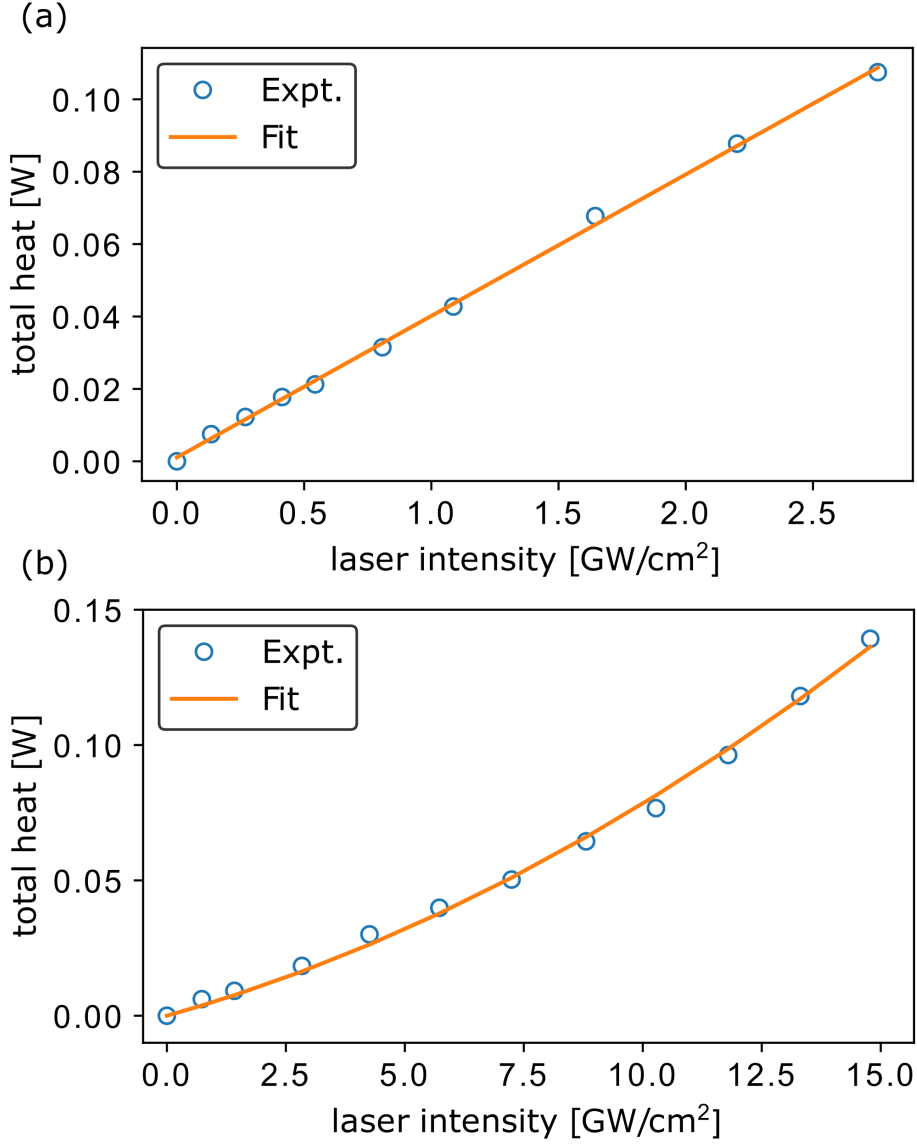 (a)
Expt.
Fit
0.10
0.08
0.06
0.04
0.02
0.00
total heat [W]
0.0 0.5 1.0 1.5 2.0 2.5
laser intensity [GW/cm²]
(b)
0.15
Expt.
Fit
0.10
0.05
0.00
total heat [W]
0.0 2.5 5.0 7.5 10.0 12.5 15.0
laser intensity [GW/cm²]